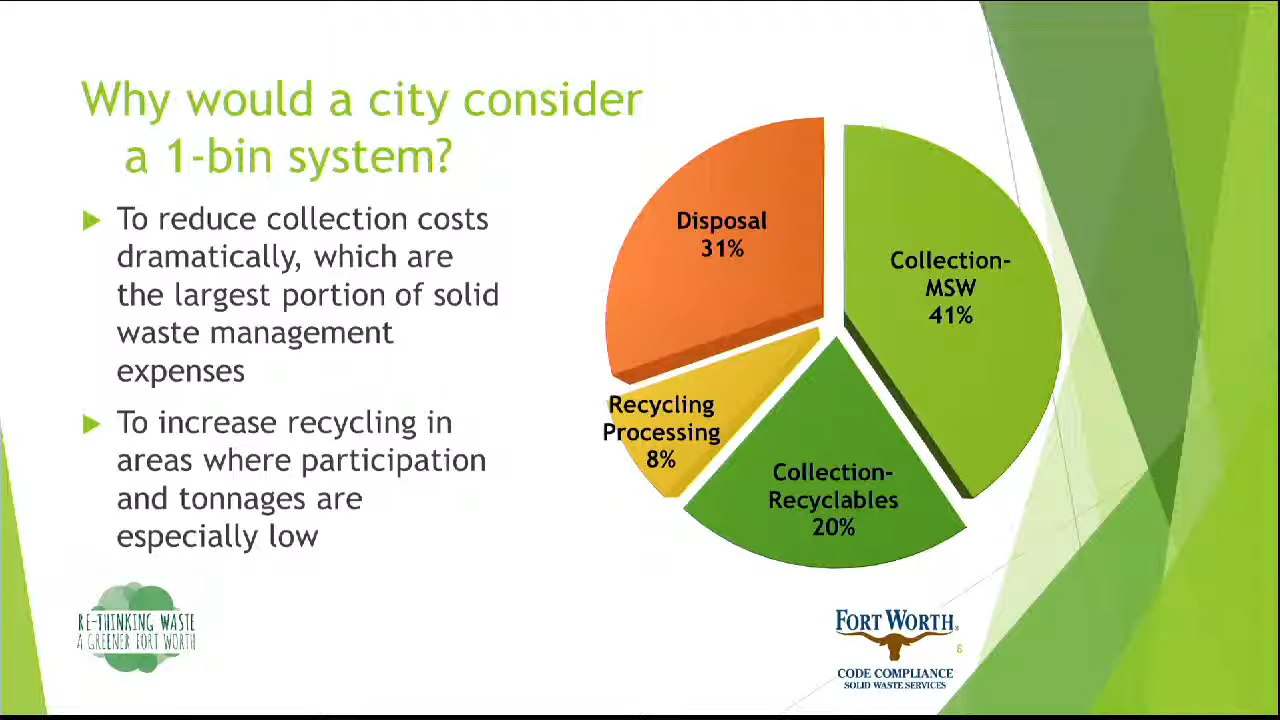 Why would a city consider
a 1-bin system?
To reduce collection costs
dramatically, which are
the largest portion of solid
waste management
expenses
To increase recycling in
areas where participation
and tonnages are
especially low
Disposal
31%
Collection-
MSW
41%
Recycling
Processing
8%
Collection-
Recyclables
20%
RE-THINKING WASTE
A GREENER FORT WORTH
FORT WORTH®
CODE COMPLIANCE
SOLID WASTE SERVICES
8